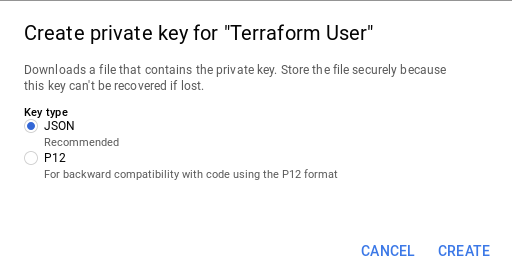 Create private key for "Terraform User"
Downloads a file that contains the private key. Store the file securely because
this key can't be recovered if lost.
Key type
JSON
Recommended
P12
For backward compatibility with code using the P12 format
CANCEL CREATE